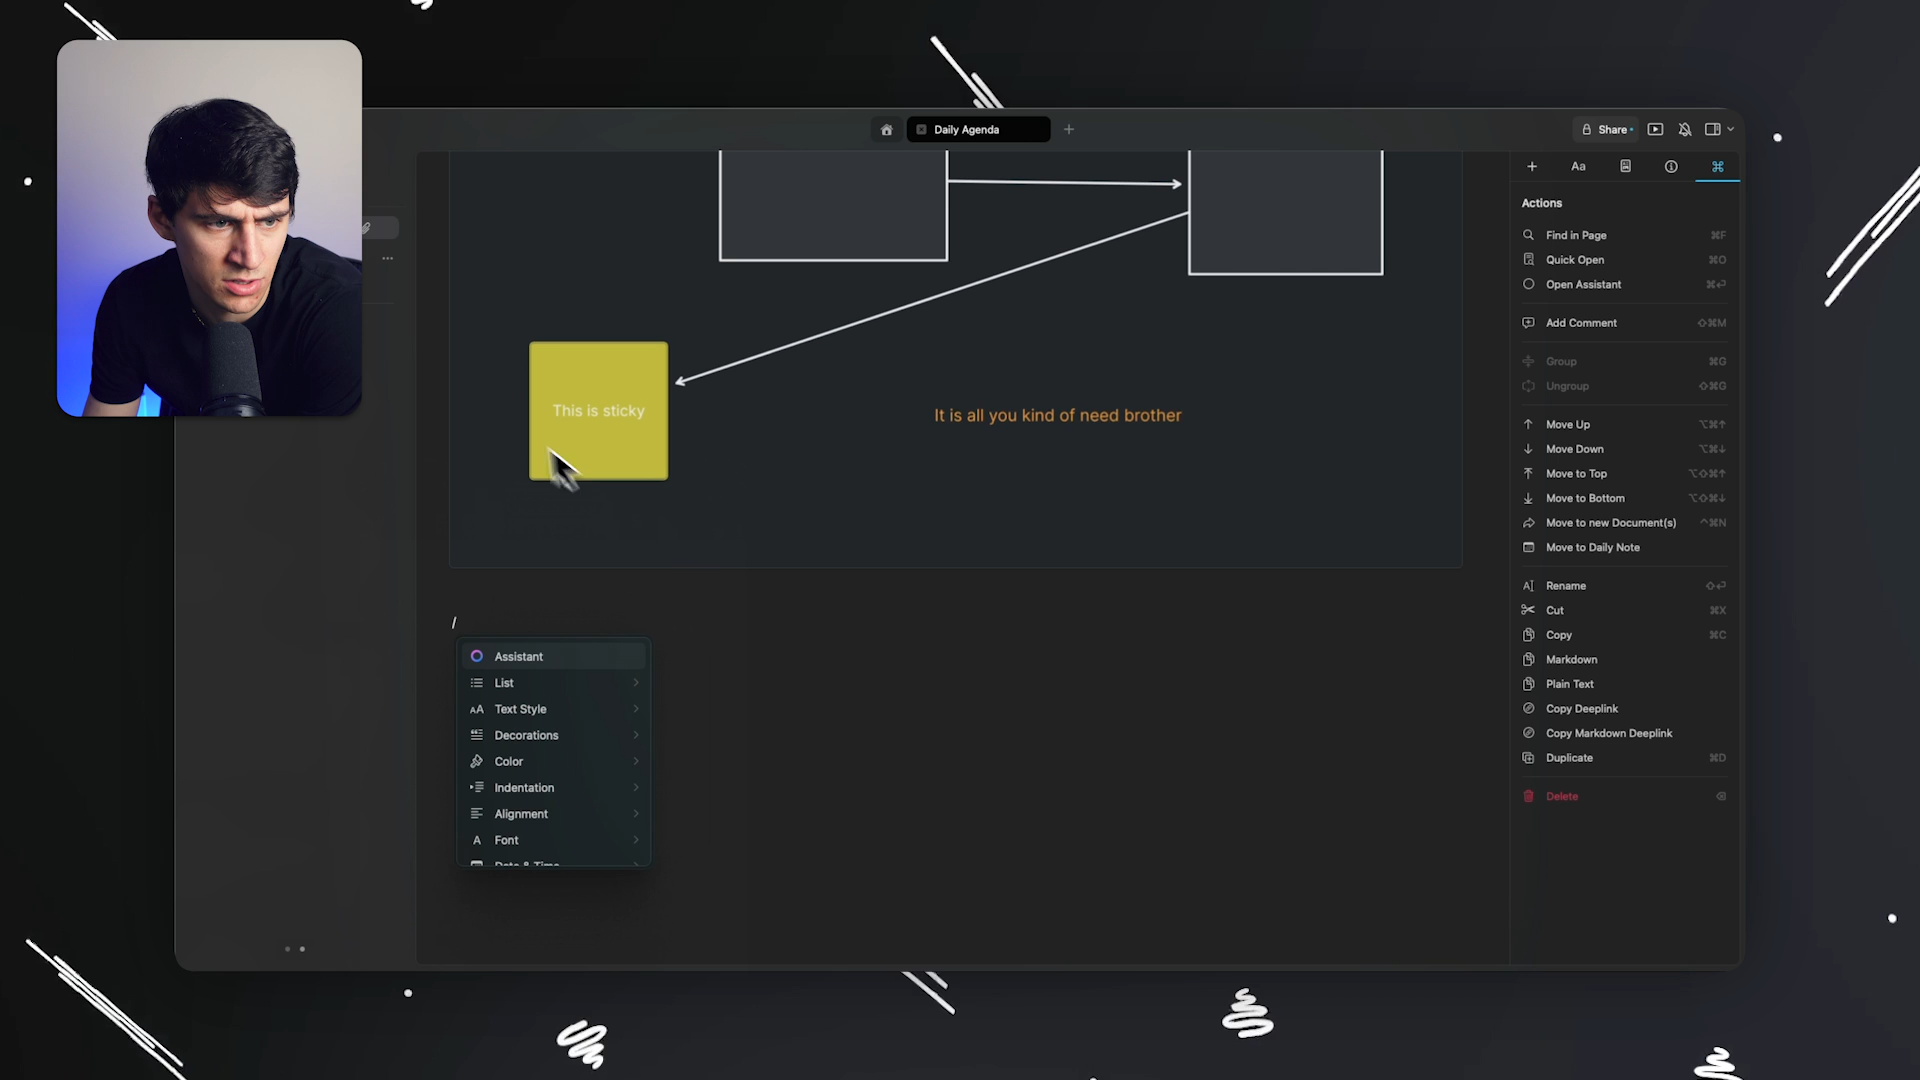 Daily Agenda
Share
Aa
Actions
Find in Page ⌘F
Quick Open ⌘O
Open Assistant ⌘↩
Add Comment ⇧⌘M
Group ⌘G
Ungroup ⇧⌘G
Move Up ⌥⌘↑
Move Down ⌥⌘↓
Move to Top ⌥⇧⌘↑
Move to Bottom ⌥⇧⌘↓
Move to new Document(s) ^⌘N
Move to Daily Note
Rename ⇧↩
Cut ⌘X
Copy ⌘C
Markdown
Plain Text
Copy Deeplink
Copy Markdown Deeplink
Duplicate ⌘D
Delete ⌫
This is sticky
It is all you kind of need brother
/
Assistant
List
Text Style
Decorations
Color
Indentation
Alignment
Font
Date & Time